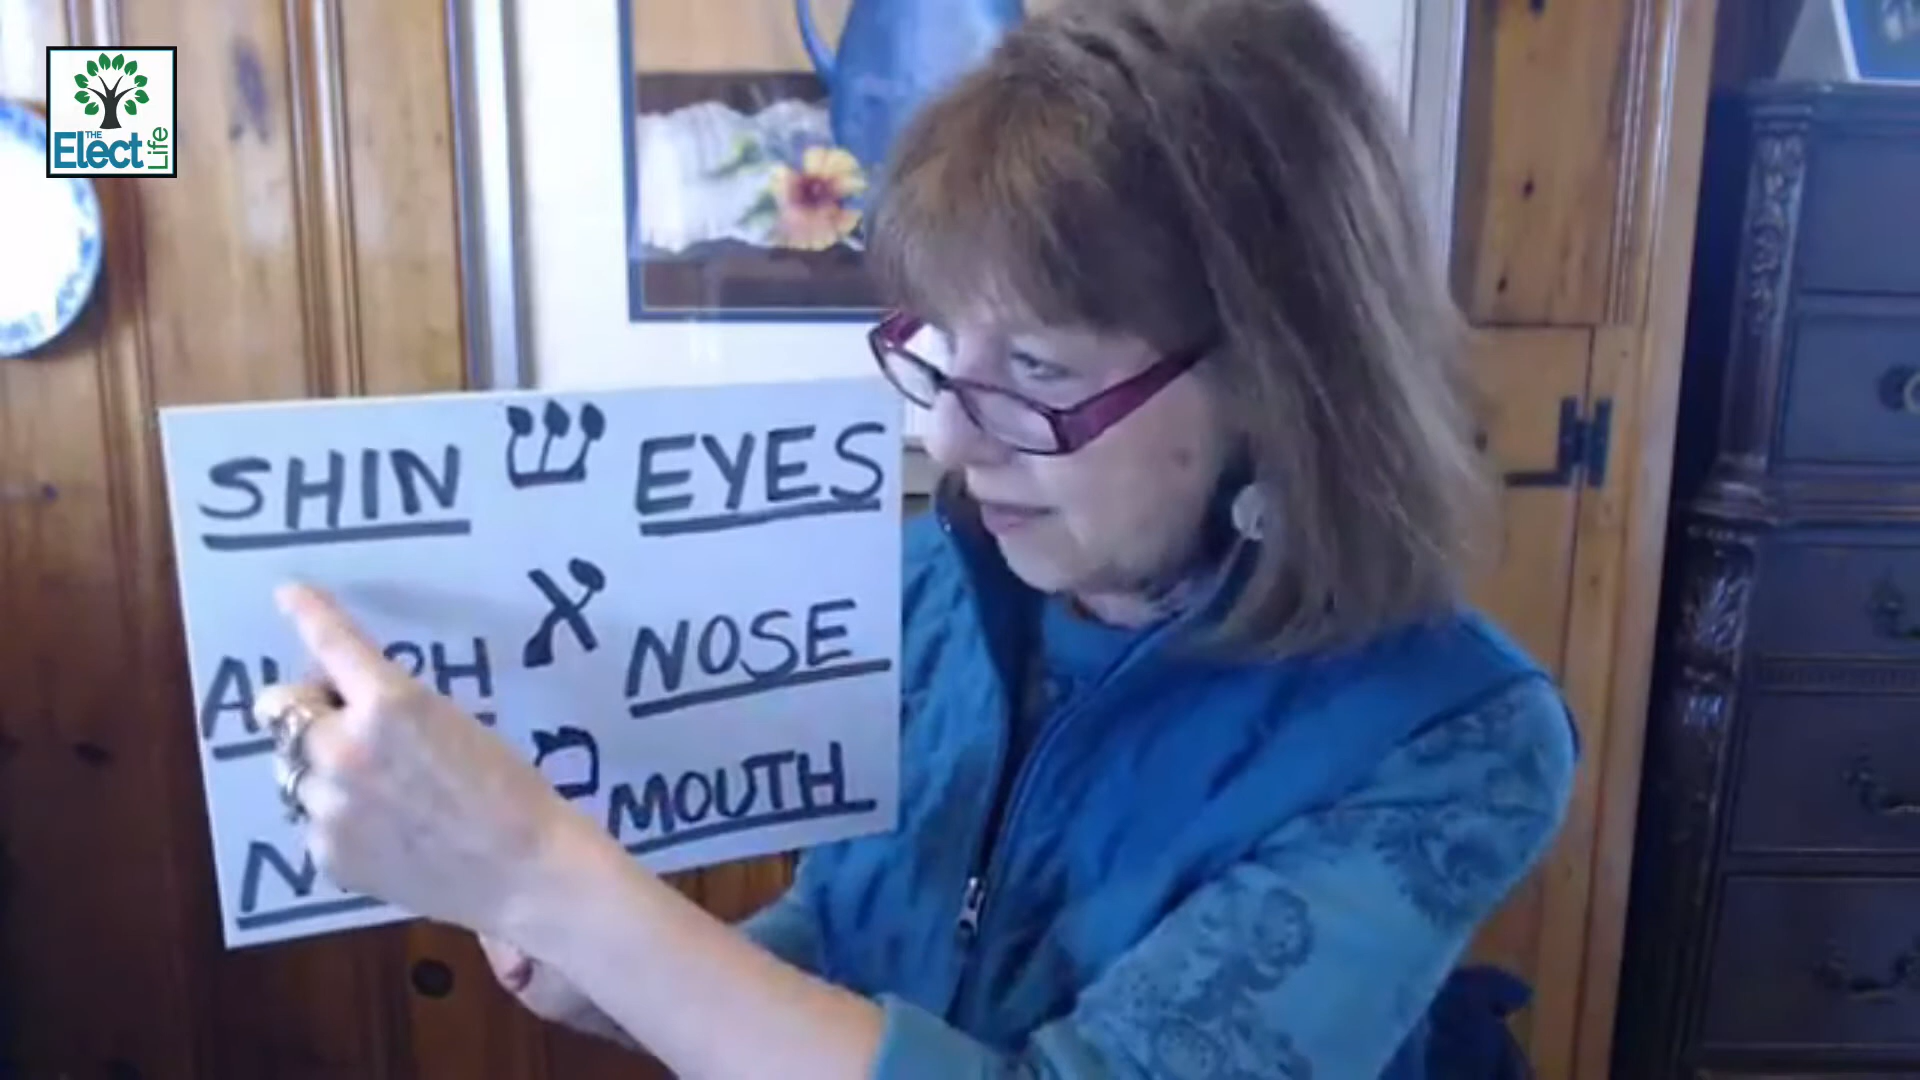 THE
Elect Life
SHIN ש EYES
א NOSE
מ MOUTH